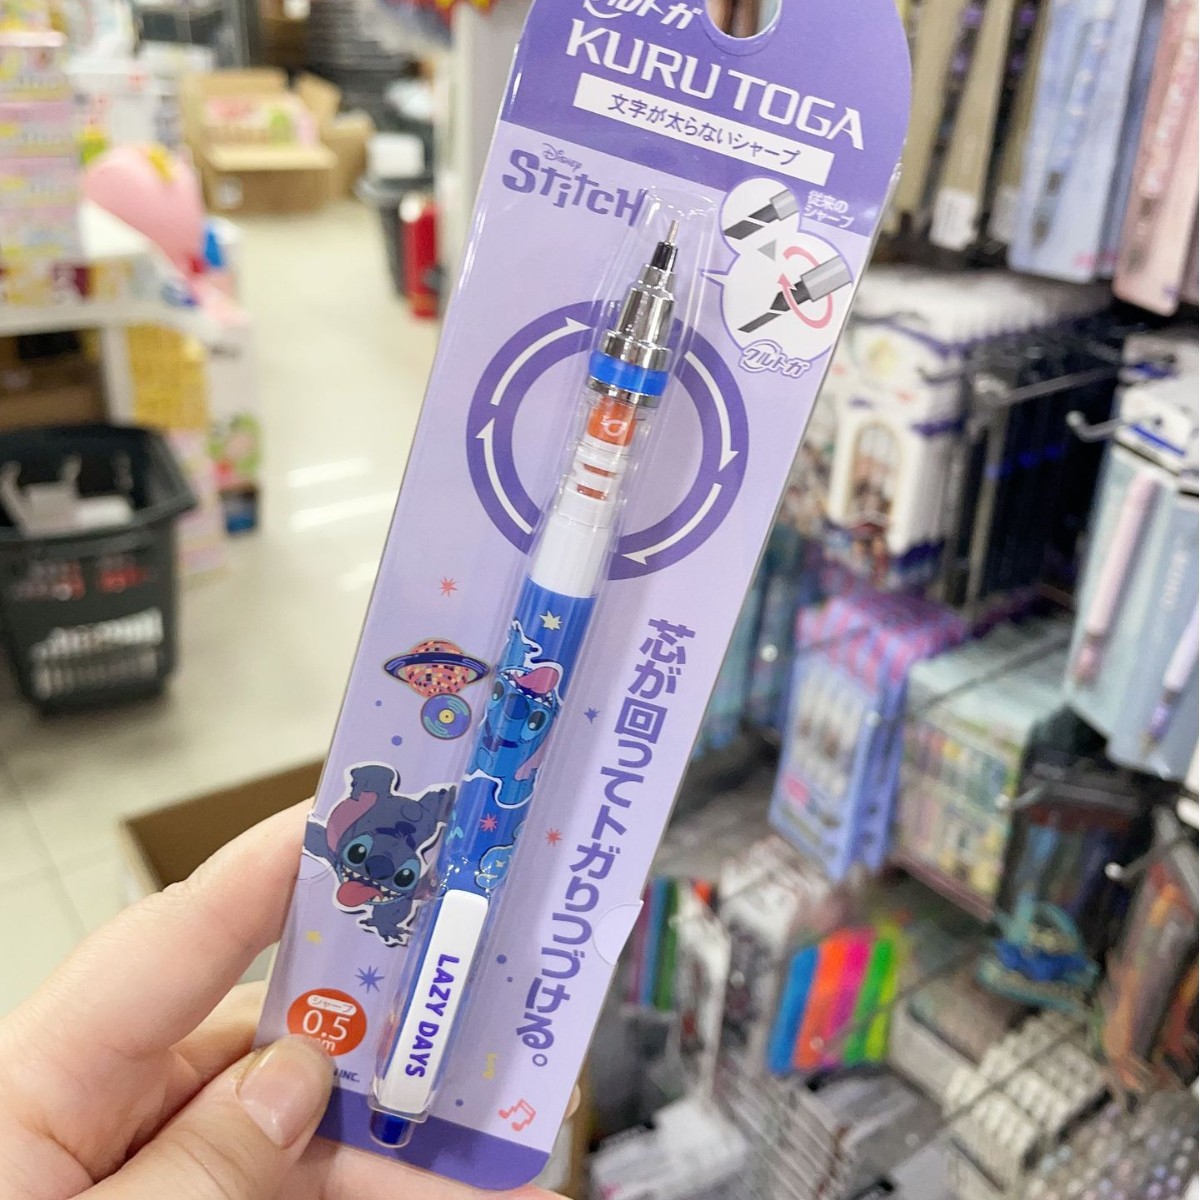 クルトガ
KURU TOGA
文字が太らないシャープ
Disney
Stitch
従来の
シャープ
クルトガ
芯が回ってトガりつづける。
LAZY DAYS
シャープ
0.5
mm
INC.